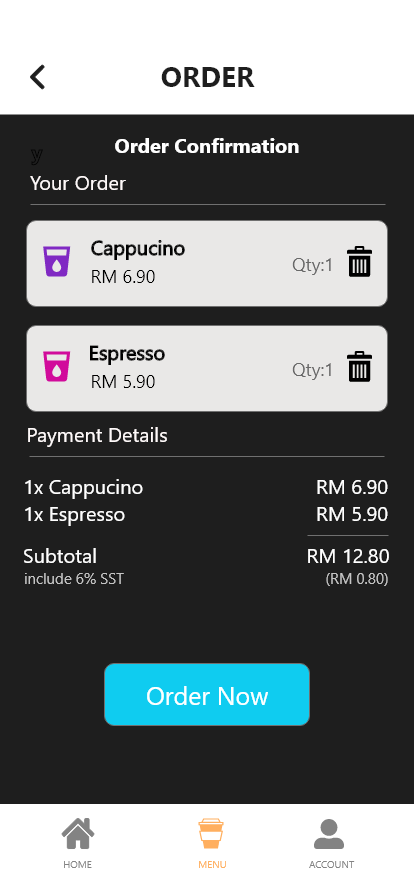 ORDER
Order Confirmation
y
Your Order
Cappucino
RM 6.90
Qty:1
Espresso
RM 5.90
Qty:1
Payment Details
1x Cappucino RM 6.90
1x Espresso RM 5.90
Subtotal RM 12.80
include 6% SST (RM 0.80)
Order Now
HOME MENU ACCOUNT